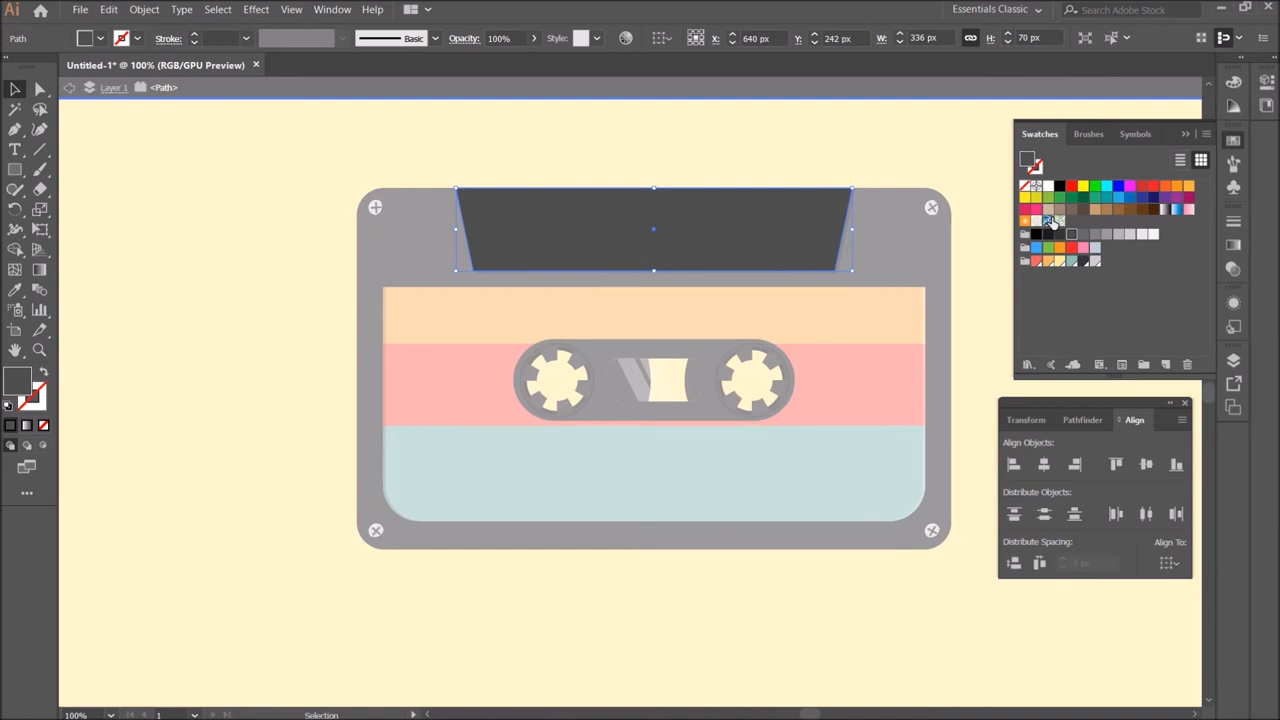 Ai File Edit Object Type Select Effect View Window Help Essentials Classic Search Adobe Stock
Path Stroke: Basic Opacity: 100% Style: X: 640 px Y: 242 px W: 336 px H: 70 px
Untitled-1* @ 100% (RGB/GPU Preview) ×
Layer 1 <Path>
Swatches Brushes Symbols
Transform Pathfinder Align
Align Objects:
Distribute Objects:
Distribute Spacing: Align To:
0 px
100% 1 Selection